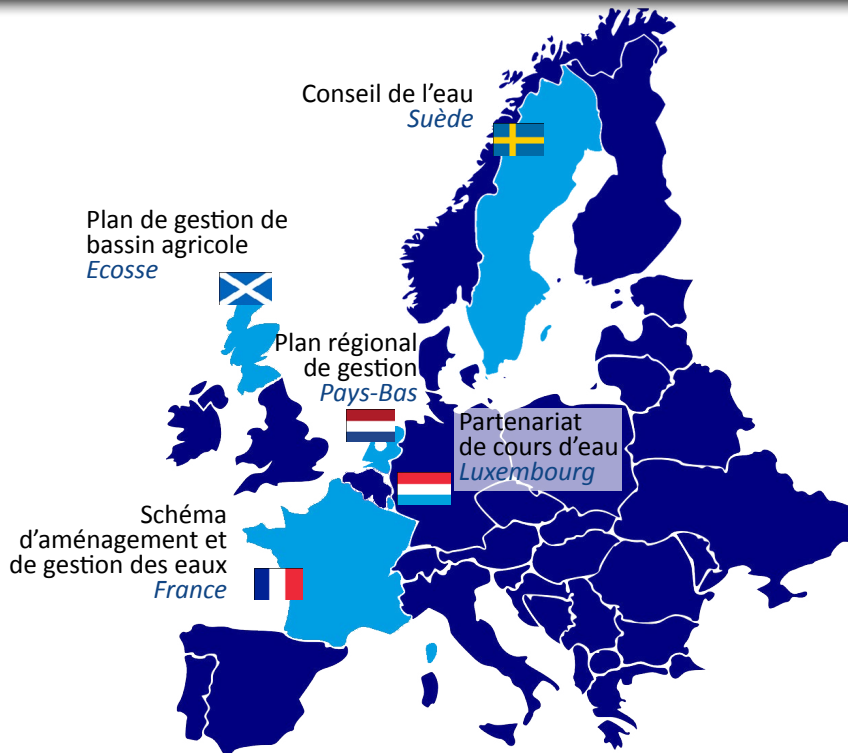 Conseil de l'eau
Suède
Plan de gestion de
bassin agricole
Ecosse
Plan régional
de gestion
Pays-Bas
Partenariat
de cours d'eau
Luxembourg
Schéma
d'aménagement et
de gestion des eaux
France